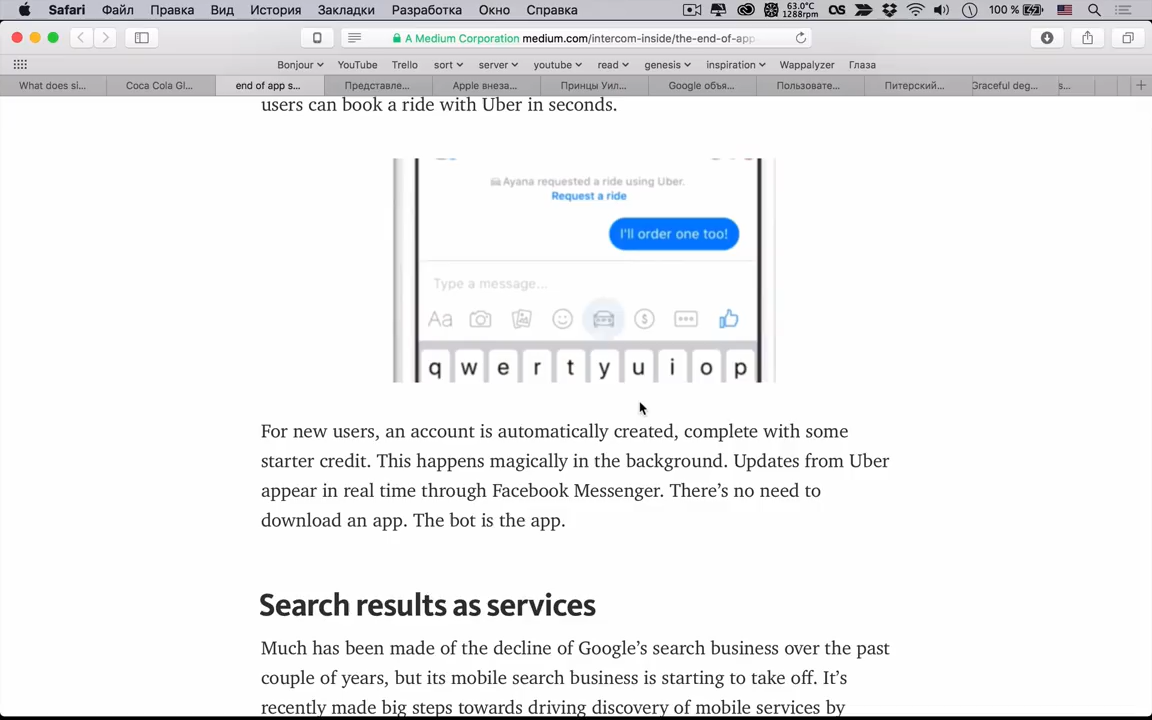 Safari Файл Правка Вид История Закладки Разработка Окно Справка 63.0°C 1288rpm 100 %
A Medium Corporation medium.com/intercom-inside/the-end-of-app-
Bonjour YouTube Trello sort server youtube read genesis inspiration Wappalyzer Глаза
What does si... Coca Cola Gl... end of app s... Представле... Apple внеза... Принцы Уил... Google объя... Пользовате... Питерский... Graceful deg... s...
users can book a ride with Uber in seconds.
Ayana requested a ride using Uber.
Request a ride
I'll order one too!
Type a message...
Aa
q w e r t y u i o p
For new users, an account is automatically created, complete with some
starter credit. This happens magically in the background. Updates from Uber
appear in real time through Facebook Messenger. There's no need to
download an app. The bot is the app.
Search results as services
Much has been made of the decline of Google's search business over the past
couple of years, but its mobile search business is starting to take off. It's
recently made big steps towards driving discovery of mobile services by